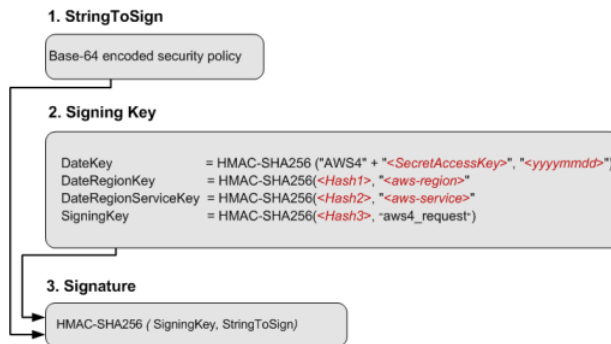 1. StringToSign
Base-64 encoded security policy
2. Signing Key
DateKey = HMAC-SHA256 ("AWS4" + "<SecretAccessKey>", "<yyyymmdd>")
DateRegionKey = HMAC-SHA256(<Hash1>, "<aws-region>"
DateRegionServiceKey = HMAC-SHA256(<Hash2>, "<aws-service>"
SigningKey = HMAC-SHA256(<Hash3>, "aws4_request")
3. Signature
HMAC-SHA256 ( SigningKey, StringToSign)